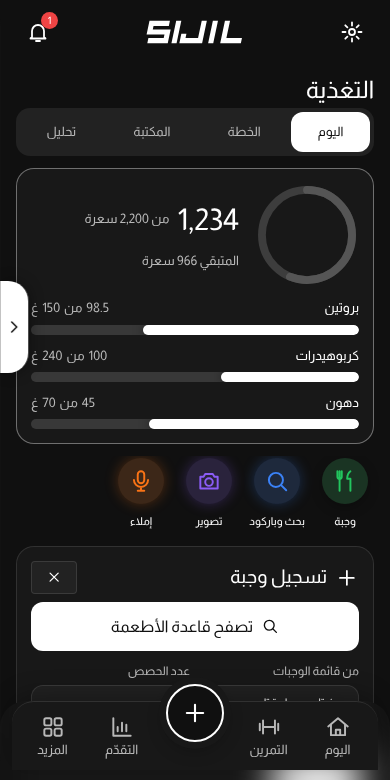 1
SIJIL
التغذية
اليوم
الخطة
المكتبة
تحليل
1,234 من 2,200 سعرة
المتبقي 966 سعرة
بروتين
98.5 من 150 غ
كربوهيدرات
100 من 240 غ
دهون
45 من 70 غ
وجبة
بحث وباركود
تصوير
إملاء
تسجيل وجبة
تصفح قاعدة الأطعمة
من قائمة الوجبات
عدد الحصص
اليوم
التمرين
التقدّم
المزيد